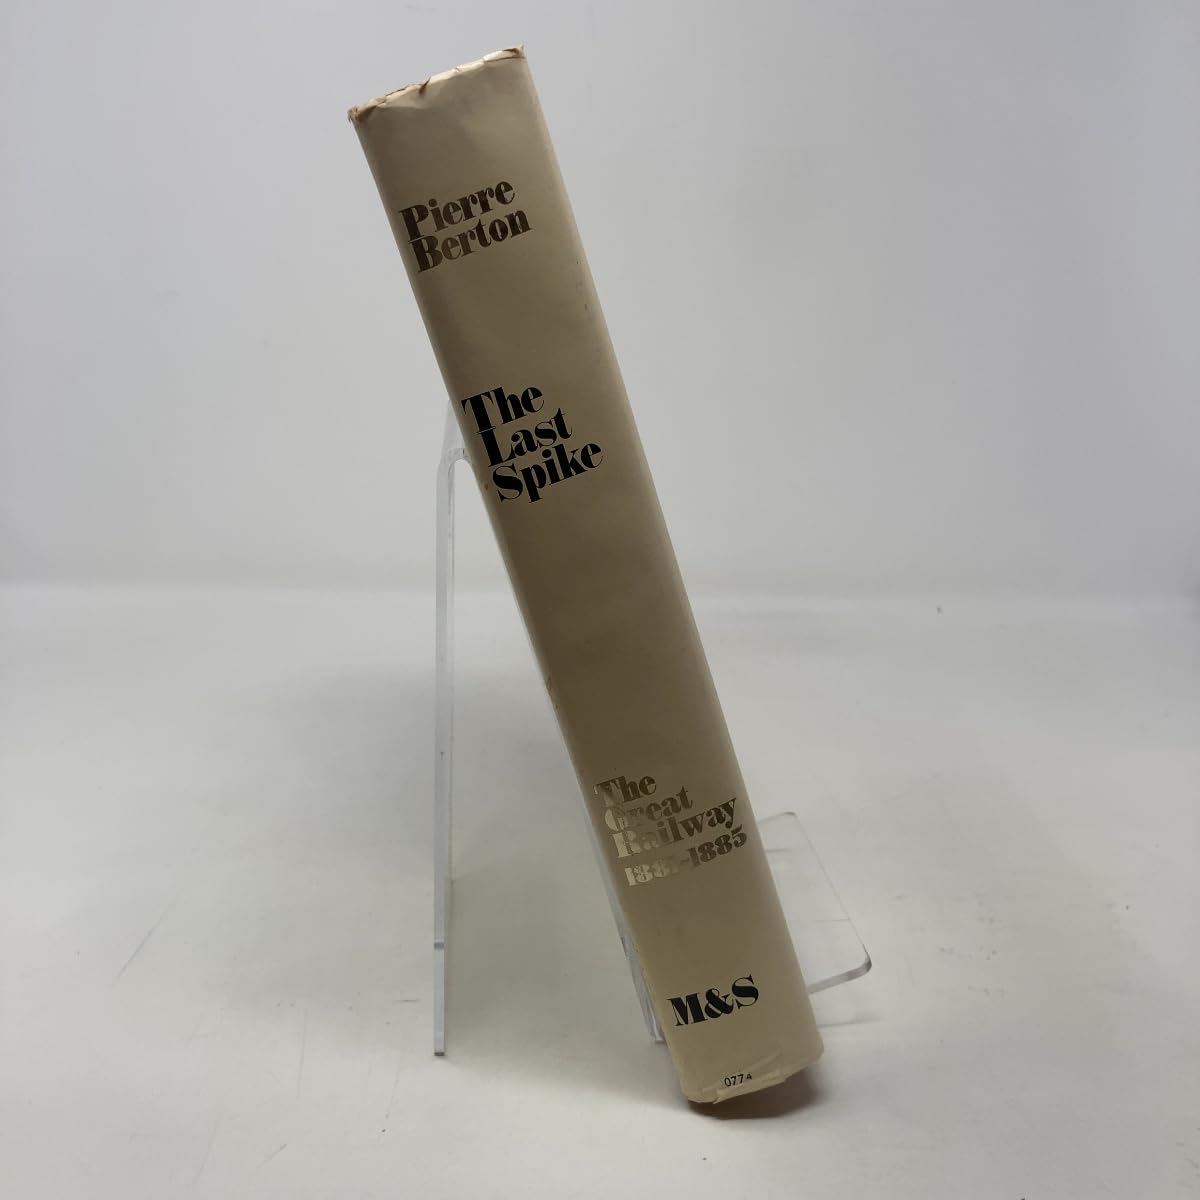 Pierre
Berton
The
Last
Spike
The
Great
Railway
1881-1885
M&S
0774